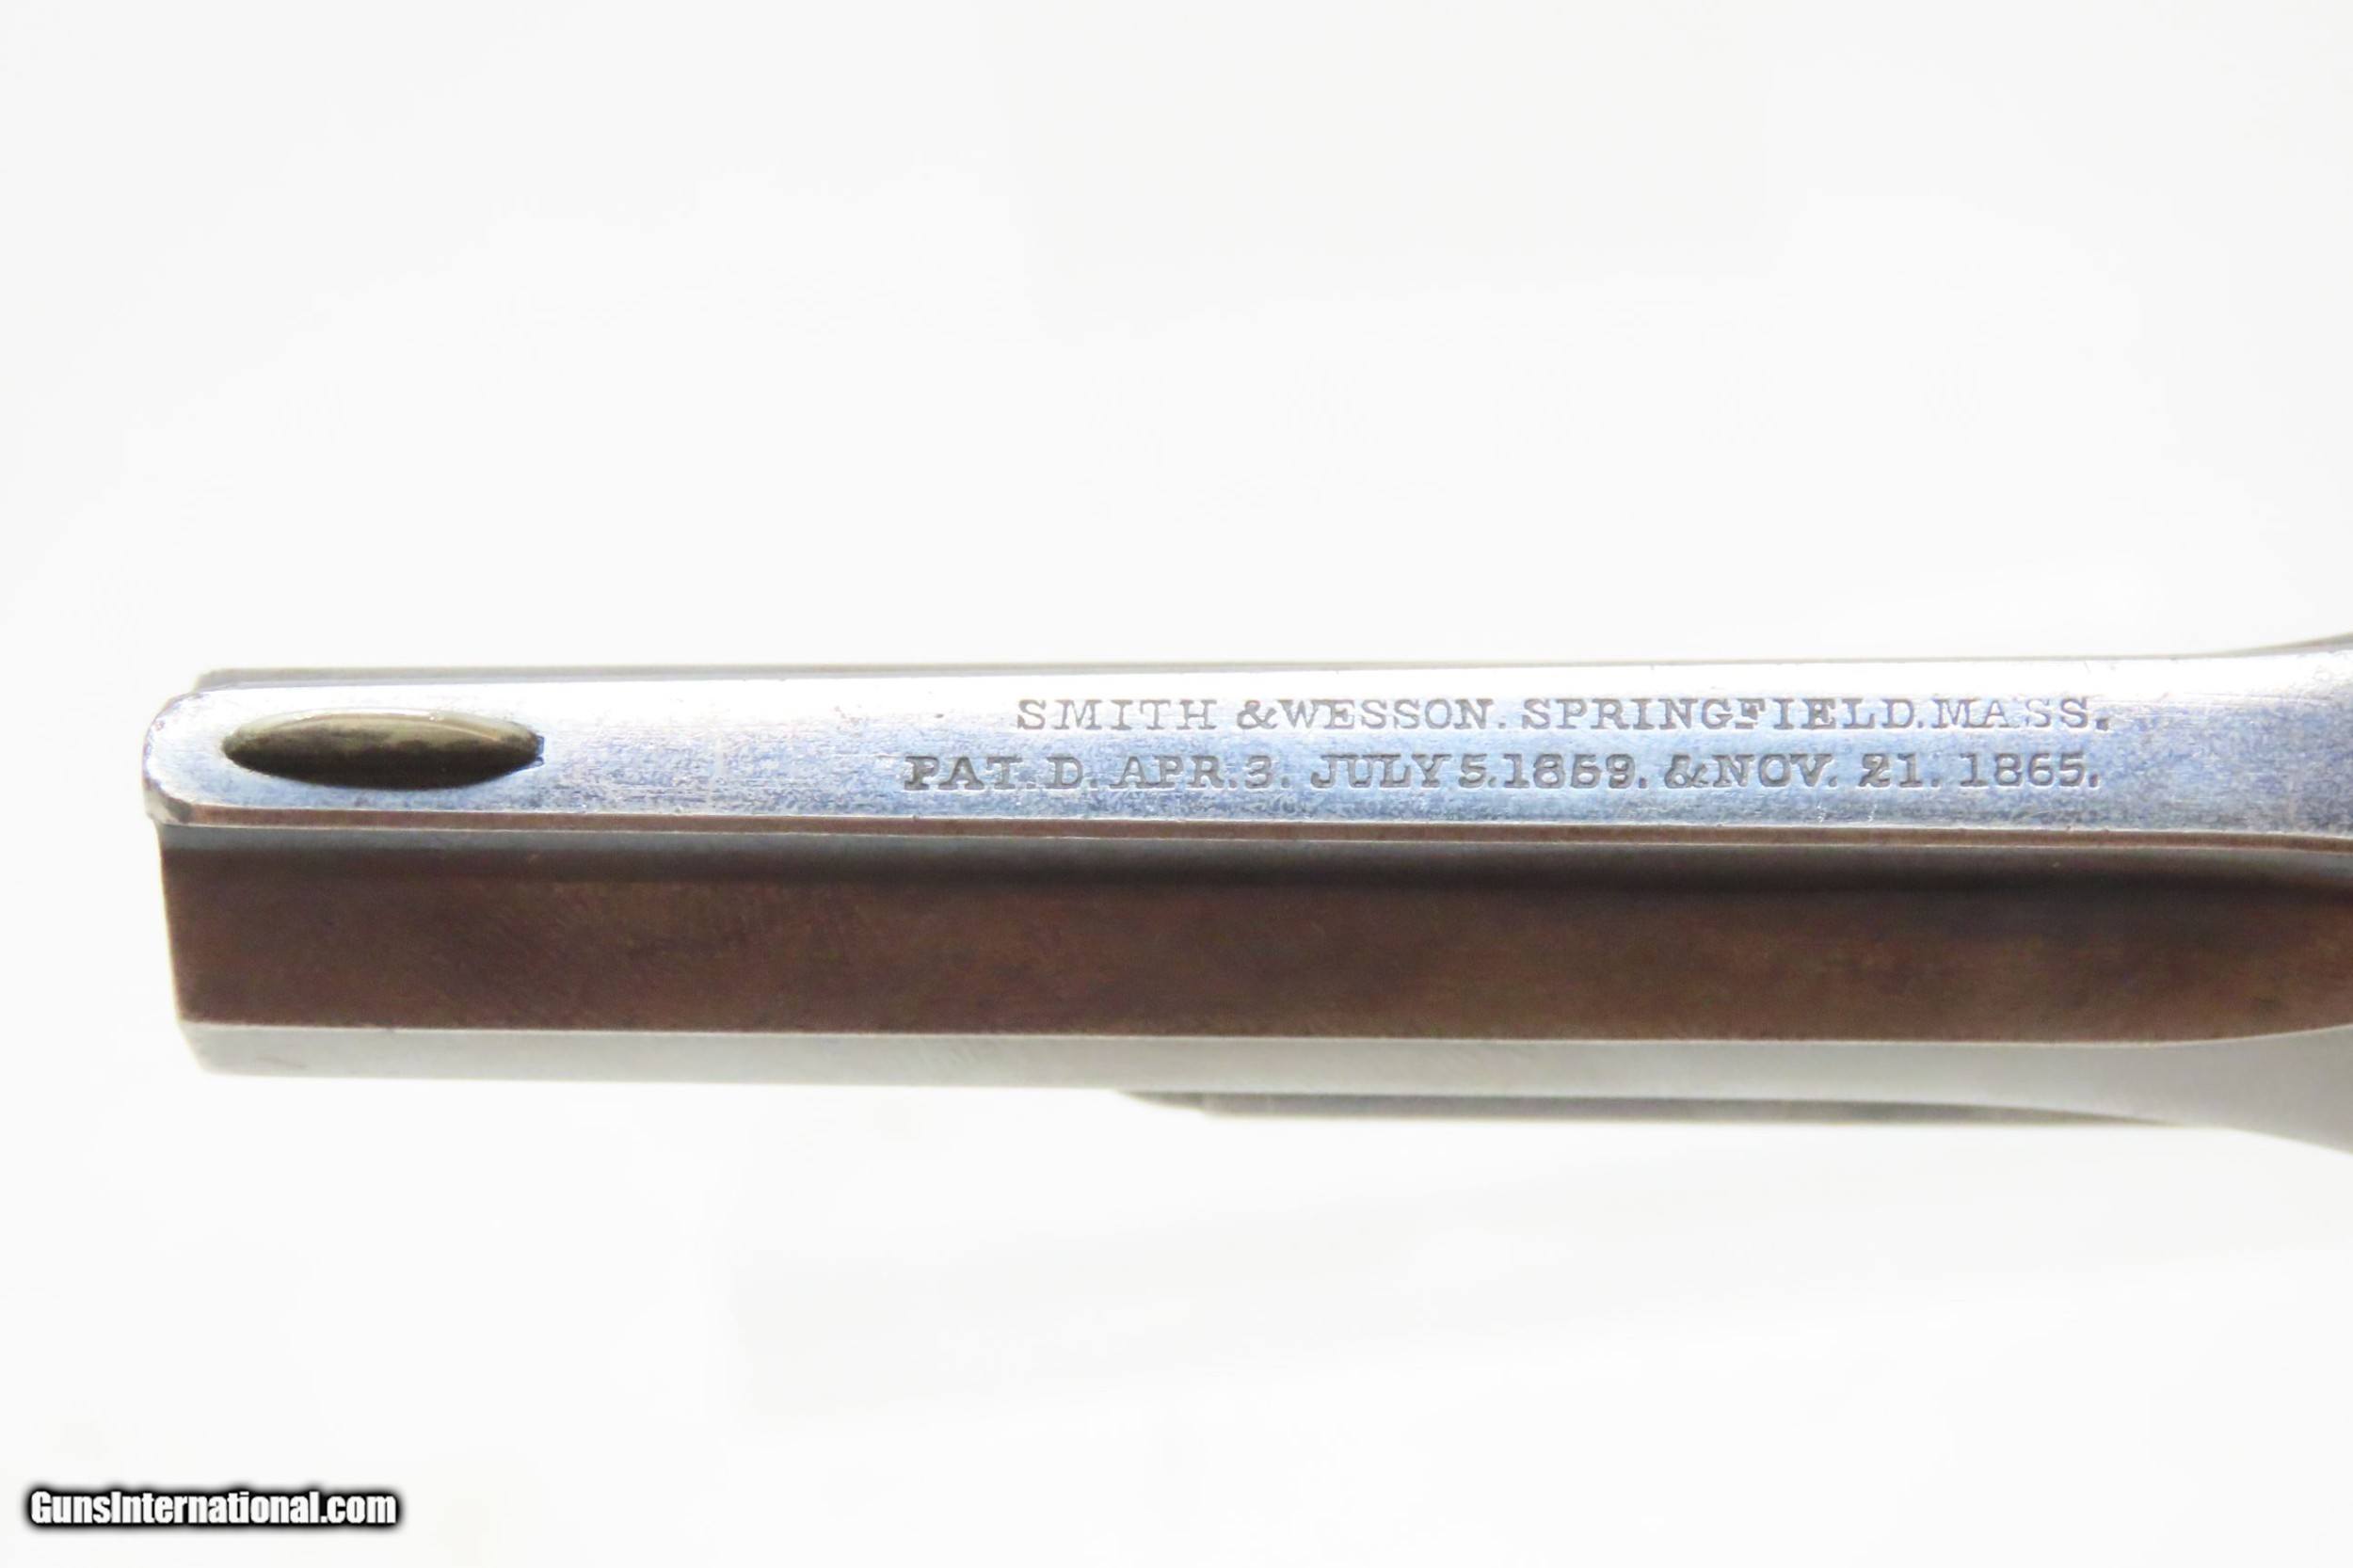 SMITH & WESSON. SPRINGFIELD. MASS.
PAT. D. APR. 3. JULY 5. 1859. & NOV. 21. 1865.
GunsInternational.com